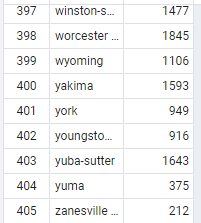 397 winston-s... 1477
398 worcester ... 1845
399 wyoming 1106
400 yakima 1593
401 york 949
402 youngsto... 916
403 yuba-sutter 1643
404 yuma 375
405 zanesville ... 212